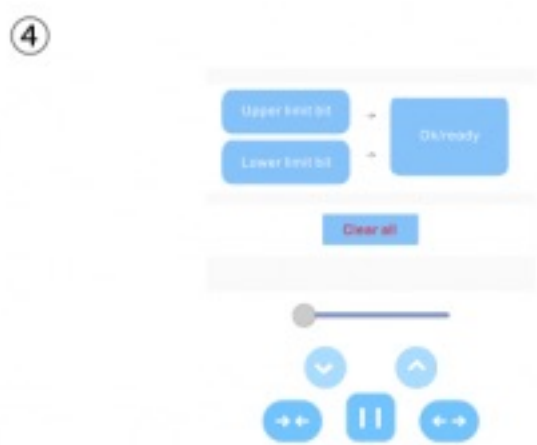 ④
Upper limit bit
Ok/ready
Lower limit bit
Clear all